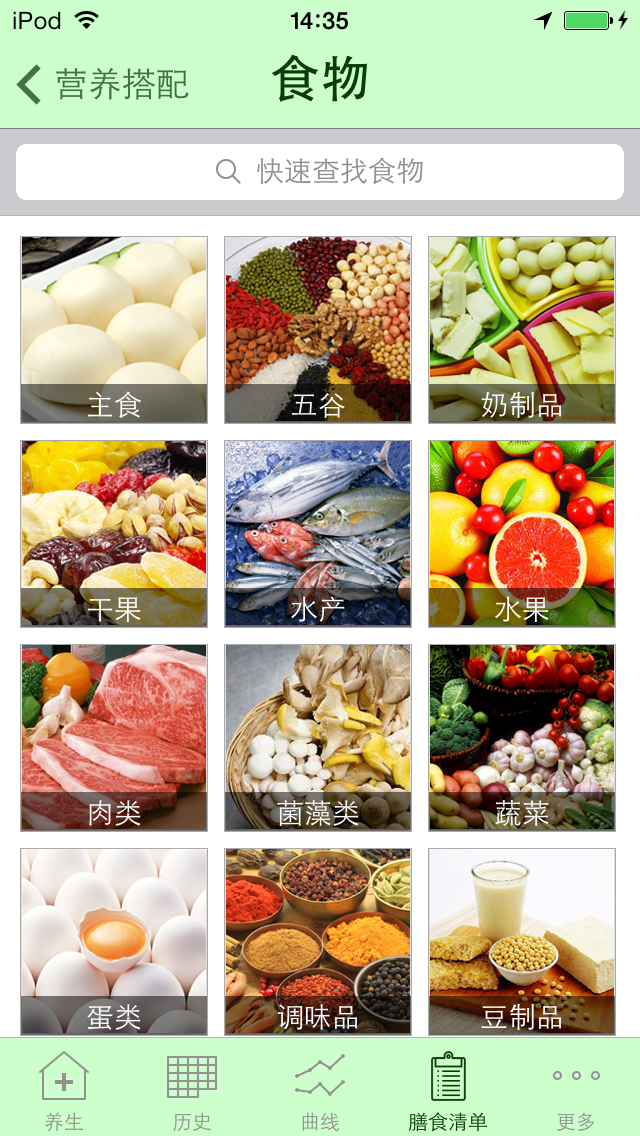 iPod 14:35
营养搭配 食物
快速查找食物
主食 五谷 奶制品
干果 水产 水果
肉类 菌藻类 蔬菜
蛋类 调味品 豆制品
养生 历史 曲线 膳食清单 更多